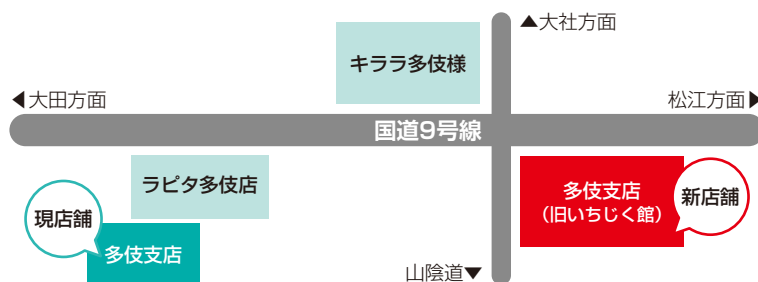 ▲大社方面
キララ多伎様
◀大田方面
松江方面▶
国道9号線
ラピタ多伎店
多伎支店
（旧いちじく館）
新店舗
現店舗
多伎支店
山陰道▼